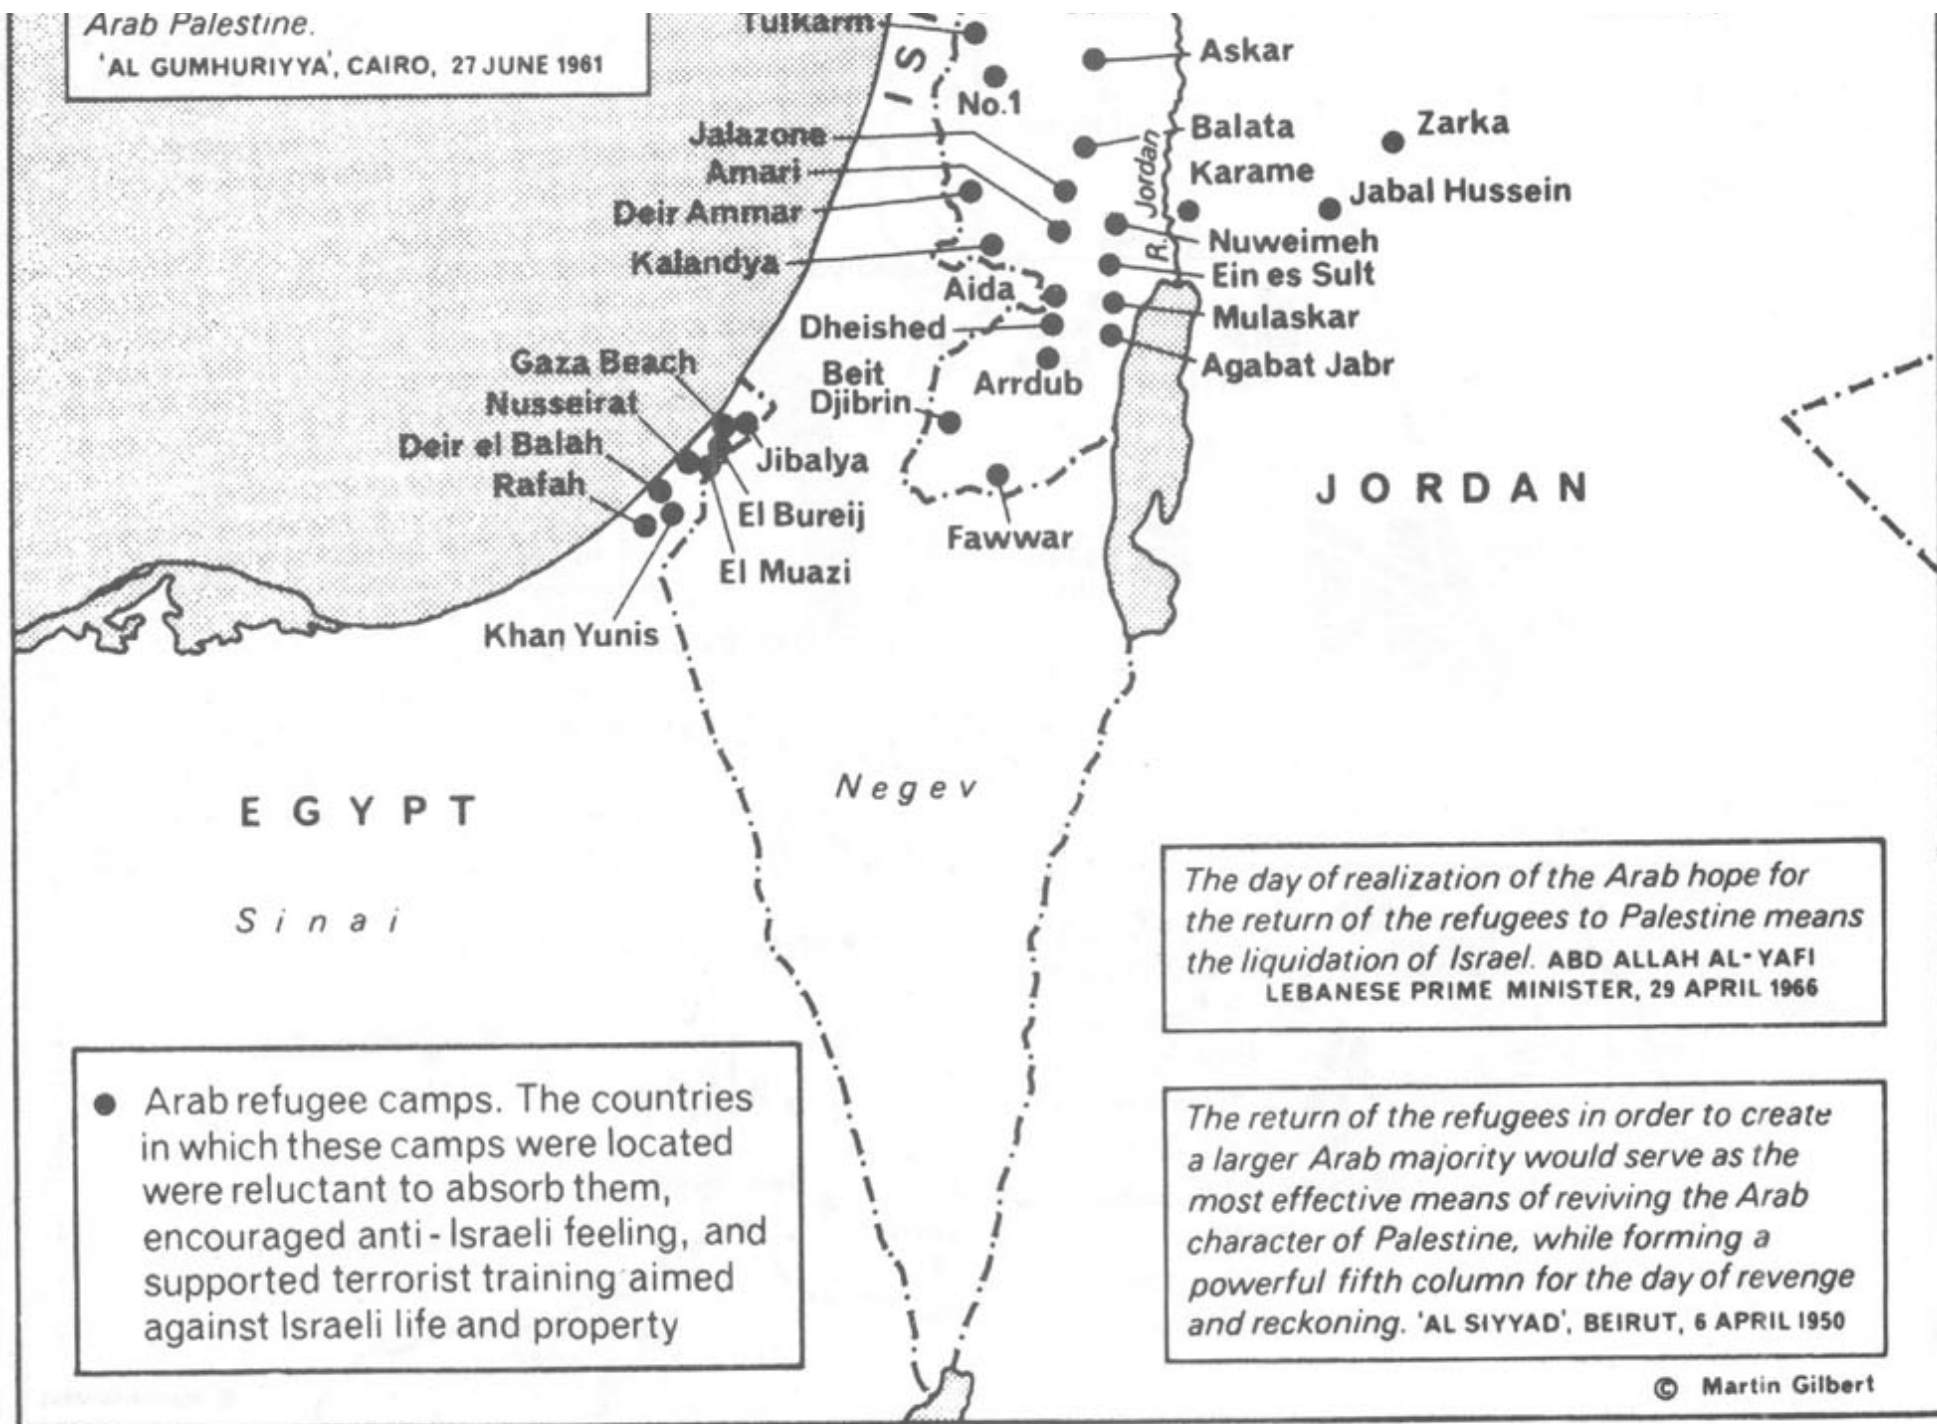 Arab Palestine.
'AL GUMHURIYYA', CAIRO, 27 JUNE 1961
Tulkarm
I S
Askar
No.1
Jalazone
Balata
Zarka
Amari
Karame
R. Jordan
Deir Ammar
Jabal Hussein
Kalandya
Nuweimeh
Aida
Ein es Sult
Dheished
Mulaskar
Gaza Beach
Beit
Djibrin
Arrdub
Agabat Jabr
Nusseirat
Deir el Balah
Jibalya
Rafah
JORDAN
El Bureij
Fawwar
El Muazi
Khan Yunis
Negev
EGYPT
Sinai
The day of realization of the Arab hope for
the return of the refugees to Palestine means
the liquidation of Israel. ABD ALLAH AL-YAFI
LEBANESE PRIME MINISTER, 29 APRIL 1966
Arab refugee camps. The countries
in which these camps were located
were reluctant to absorb them,
encouraged anti-Israeli feeling, and
supported terrorist training aimed
against Israeli life and property
The return of the refugees in order to create
a larger Arab majority would serve as the
most effective means of reviving the Arab
character of Palestine, while forming a
powerful fifth column for the day of revenge
and reckoning. 'AL SIYYAD', BEIRUT, 6 APRIL 1950
© Martin Gilbert